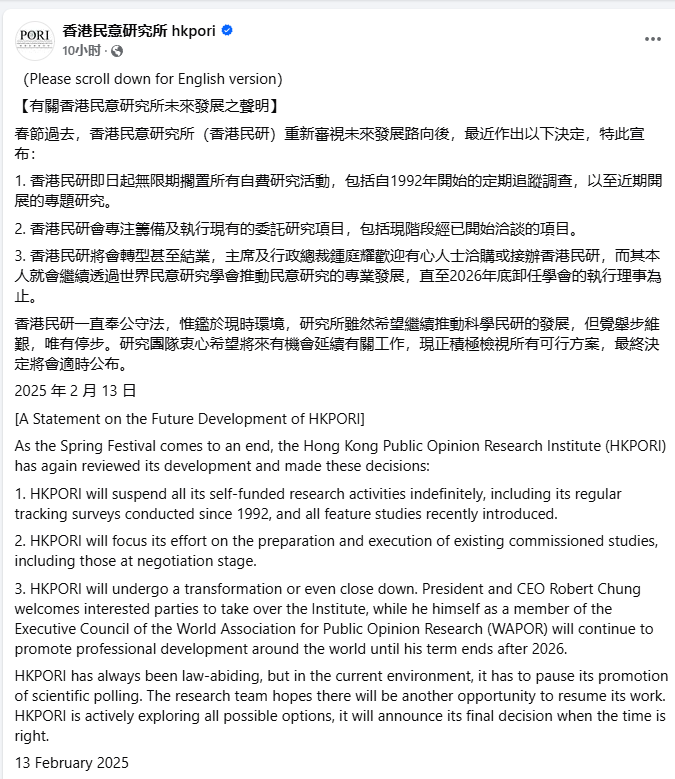 PORI
香港民意研究所 hkpori
10小时 ·
（Please scroll down for English version）
【有關香港民意研究所未來發展之聲明】
春節過去，香港民意研究所（香港民研）重新審視未來發展路向後，最近作出以下決定，特此宣
布：
1. 香港民研即日起無限期擱置所有自費研究活動，包括自1992年開始的定期追蹤調查，以至近期開
展的專題研究。
2. 香港民研會專注籌備及執行現有的委託研究項目，包括現階段經已開始洽談的項目。
3. 香港民研將會轉型甚至結業，主席及行政總裁鍾庭耀歡迎有心人士洽購或接辦香港民研，而其本
人就會繼續透過世界民意研究學會推動民意研究的專業發展，直至2026年底卸任學會的執行理事為
止。
香港民研一直奉公守法，惟鑑於現時環境，研究所雖然希望繼續推動科學民研的發展，但覺舉步維
艱，唯有停步。研究團隊衷心希望將來有機會延續有關工作，現正積極檢視所有可行方案，最終決
定將會適時公布。
2025 年 2 月 13 日
[A Statement on the Future Development of HKPORI]
As the Spring Festival comes to an end, the Hong Kong Public Opinion Research Institute (HKPORI)
has again reviewed its development and made these decisions:
1. HKPORI will suspend all its self-funded research activities indefinitely, including its regular
tracking surveys conducted since 1992, and all feature studies recently introduced.
2. HKPORI will focus its effort on the preparation and execution of existing commissioned studies,
including those at negotiation stage.
3. HKPORI will undergo a transformation or even close down. President and CEO Robert Chung
welcomes interested parties to take over the Institute, while he himself as a member of the
Executive Council of the World Association for Public Opinion Research (WAPOR) will continue to
promote professional development around the world until his term ends after 2026.
HKPORI has always been law-abiding, but in the current environment, it has to pause its promotion
of scientific polling. The research team hopes there will be another opportunity to resume its work.
HKPORI is actively exploring all possible options, it will announce its final decision when the time is
right.
13 February 2025